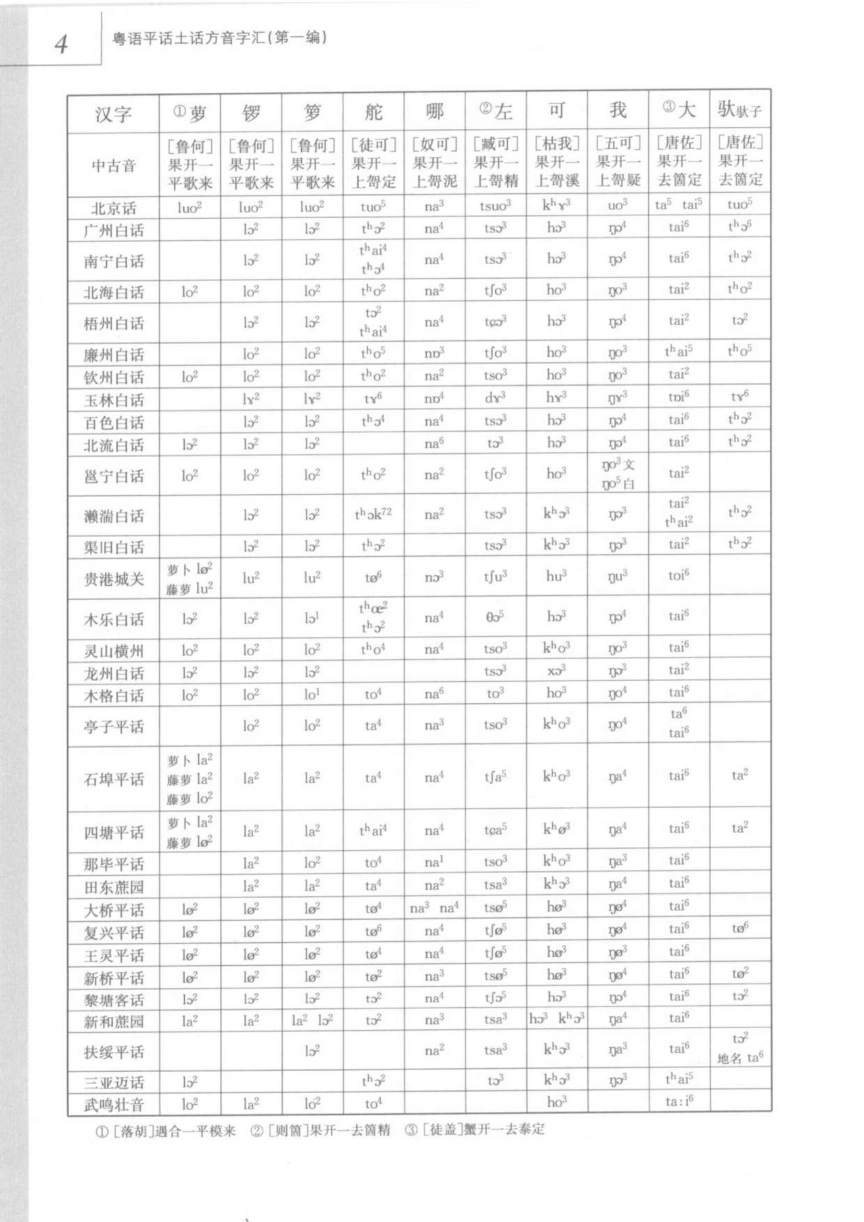 4
粤语平话土话方音字汇(第一编)
汉字 ①萝 锣 箩 舵 哪 ②左 可 我 ③大 驮驮子
中古音 [鲁何]果开一平歌来 [鲁何]果开一平歌来 [鲁何]果开一平歌来 [徒可]果开一上哿定 [奴可]果开一上哿泥 [臧可]果开一上哿精 [枯我]果开一上哿溪 [五可]果开一上哿疑 [唐佐]果开一去箇定 [唐佐]果开一去箇定
北京话 luo² luo² luo² tuo⁵ na³ tsuo³ kʰɤ³ uo³ ta⁵ tai⁵ tuo⁵
广州白话 lɔ² lɔ² tʰɔ² na⁴ tsɔ³ hɔ³ ŋɔ⁴ tai⁶ tʰɔ⁶
南宁白话 lɔ² lɔ² tʰai⁴ tʰɔ⁴ na⁴ tsɔ³ hɔ³ ŋɔ⁴ tai⁶ tʰɔ²
北海白话 lo² lo² lo² tʰo² na² tʃo³ ho³ ŋo³ tai² tʰo²
梧州白话 lɔ² lɔ² tɔ² tʰai⁴ na⁴ tɕɔ³ hɔ³ ŋɔ⁴ tai² tɔ²
廉州白话 lo² lo² tʰo⁵ nɒ³ tʃo³ ho³ ŋo³ tʰai⁵ tʰo⁵
钦州白话 lo² lo² lo² tʰo² na² tso³ ho³ ŋo³ tai²
玉林白话 lɤ² lɤ² tɤ⁶ nɒ⁴ dɤ³ hɤ³ ŋɤ³ tɒi⁶ tɤ⁶
百色白话 lɔ² lɔ² tʰɔ⁴ na⁴ tsɔ³ hɔ³ ŋɔ⁴ tai⁶ tʰɔ²
北流白话 lɔ² lɔ² lɔ² na⁶ tɔ³ hɔ³ ŋɔ⁴ tai⁶ tʰɔ²
邕宁白话 lo² lo² lo² tʰo² na² tʃo³ ho³ ŋo³文 ŋo⁵白 tai²
濑湍白话 lɔ² lɔ² tʰɔk⁷² na² tsɔ³ kʰɔ³ ŋɔ³ tai² tʰai² tʰɔ²
渠旧白话 lɔ² lɔ² tʰɔ² tsɔ³ kʰɔ³ ŋɔ³ tai² tʰɔ²
贵港城关 萝卜 lø² 藤萝 lu² lu² lu² tø⁶ nɔ³ tʃu³ hu³ ŋu³ toi⁶
木乐白话 lɔ² lɔ² lɔ¹ tʰœ² tʰɔ² na⁴ θɔ⁵ hɔ³ ŋɔ⁴ tai⁶
灵山横州 lo² lo² lo² tʰo⁴ na⁴ tso³ kʰo³ ŋo³ tai⁶
龙州白话 lɔ² lɔ² lɔ² tsɔ³ xɔ³ ŋɔ³ tai²
木格白话 lo² lo² lo¹ to⁴ na⁶ to³ ho³ ŋo⁴ tai⁶
亭子平话 lo² lo² ta⁴ na³ tso³ kʰo³ ŋo⁴ ta⁶ tai⁶
石埠平话 萝卜 la² 藤萝 la² 藤萝 lo² la² la² ta⁴ na⁴ tʃa⁵ kʰo³ ŋa⁴ tai⁶ ta²
四塘平话 萝卜 la² 藤萝 lø² la² la² tʰai⁴ na⁴ tɕa⁵ kʰø³ ŋa⁴ tai⁶ ta²
那毕平话 la² lo² to⁴ na¹ tso³ kʰo³ ŋa³ tai⁶
田东蔗园 la² la² ta⁴ na² tsa³ kʰɔ³ ŋa⁴ tai⁶
大桥平话 lø² lø² lø² tø⁴ na³ na⁴ tsø⁵ hø³ ŋø⁴ tai⁶
复兴平话 lø² lø² lø² tø⁶ na⁴ tʃø⁵ hø³ ŋø⁴ tai⁶ tø⁶
王灵平话 lø² lø² lø² tø⁴ na⁴ tʃø⁵ hø³ ŋø³ tai⁶
新桥平话 lø² lø² lø² tø² na³ tsø⁵ hø³ ŋø⁴ tai⁶ tø²
黎塘客话 lɔ² lɔ² lɔ² tɔ² na⁴ tʃɔ⁵ hɔ³ ŋɔ⁴ tai⁶ tɔ²
新和蔗园 la² la² la² lɔ² tɔ² na³ tsa³ hɔ³ kʰɔ³ ŋa⁴ tai⁶
扶绥平话 lɔ² na² tsa³ kʰɔ³ ŋa³ tai⁶ tɔ² 地名 ta⁶
三亚迈话 lɔ² tʰɔ² tɔ³ kʰɔ³ ŋɔ³ tʰai⁵
武鸣壮音 lo² la² lo² to⁴ ho³ ta:i⁶
①[落胡]遇合一平模来 ②[则箇]果开一去箇精 ③[徒盖]蟹开一去泰定